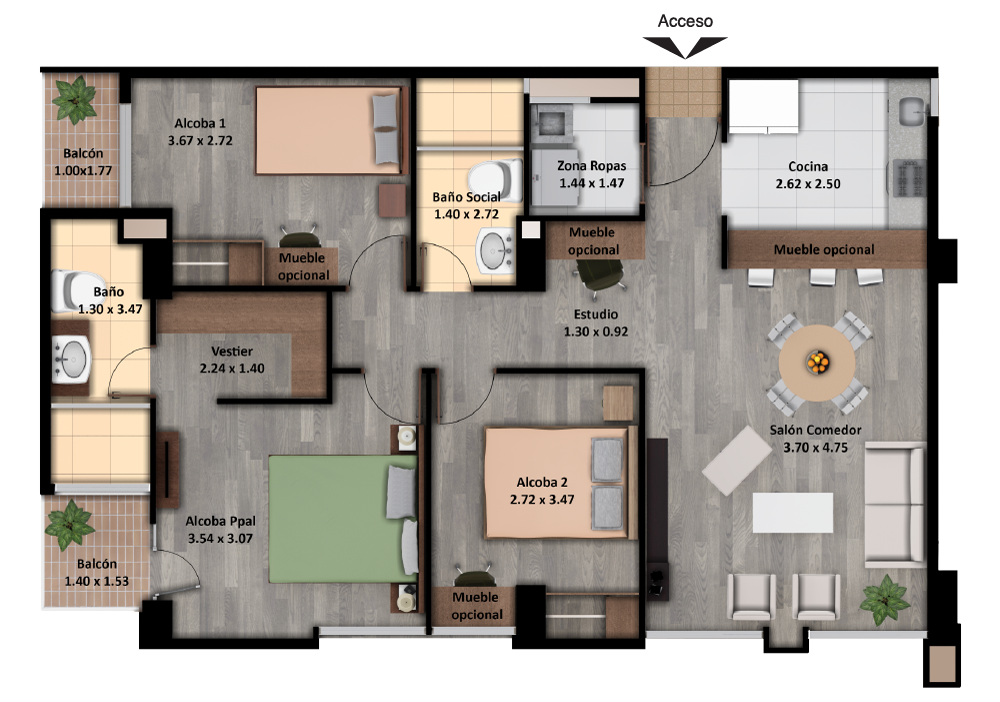 Acceso
Alcoba 1
3.67 x 2.72
Balcón
1.00x1.77
Baño Social
1.40 x 2.72
Zona Ropas
1.44 x 1.47
Cocina
2.62 x 2.50
Mueble
opcional
Mueble
opcional
Mueble opcional
Baño
1.30 x 3.47
Estudio
1.30 x 0.92
Vestier
2.24 x 1.40
Salón Comedor
3.70 x 4.75
Alcoba 2
2.72 x 3.47
Alcoba Ppal
3.54 x 3.07
Balcón
1.40 x 1.53
Mueble
opcional